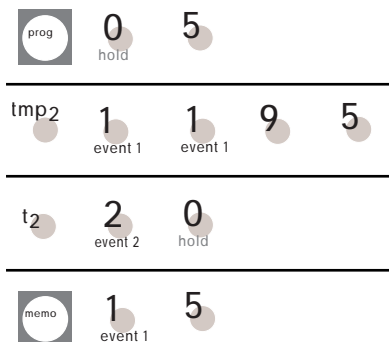 prog 0 5
hold
tmp2 1 1 9 5
event 1 event 1
t2 2 0
event 2 hold
memo 1 5
event 1